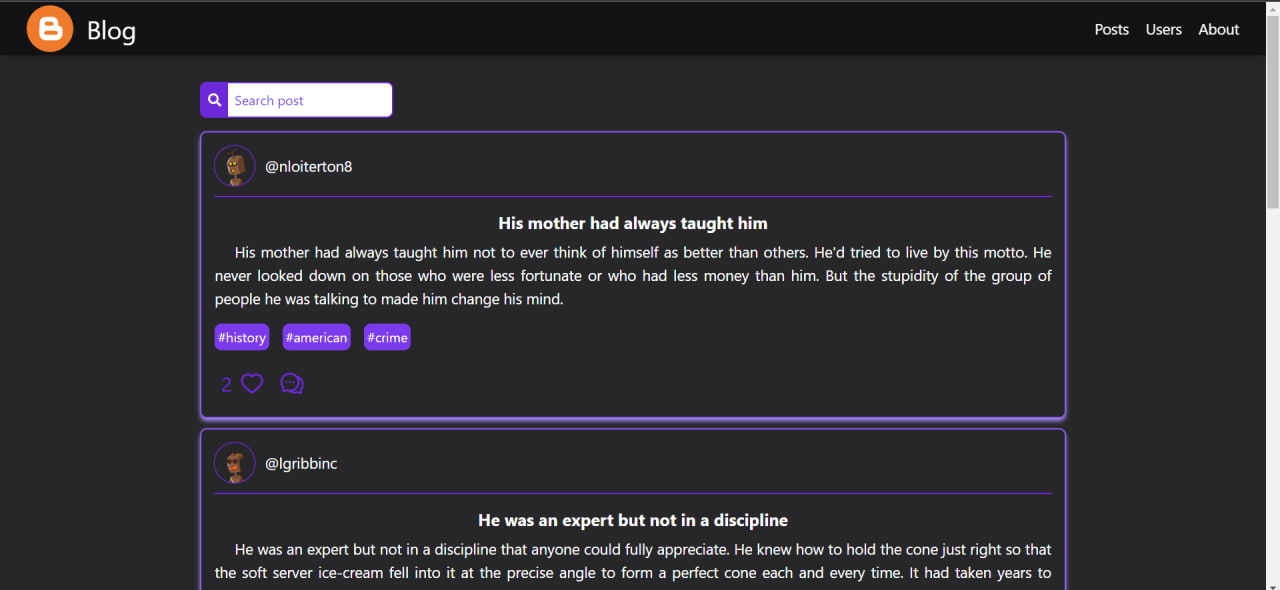 Blog
Posts Users About
Search post
@nloiterton8
His mother had always taught him
His mother had always taught him not to ever think of himself as better than others. He'd tried to live by this motto. He
never looked down on those who were less fortunate or who had less money than him. But the stupidity of the group of
people he was talking to made him change his mind.
#history #american #crime
2
@lgribbinc
He was an expert but not in a discipline
He was an expert but not in a discipline that anyone could fully appreciate. He knew how to hold the cone just right so that
the soft server ice-cream fell into it at the precise angle to form a perfect cone each and every time. It had taken years to